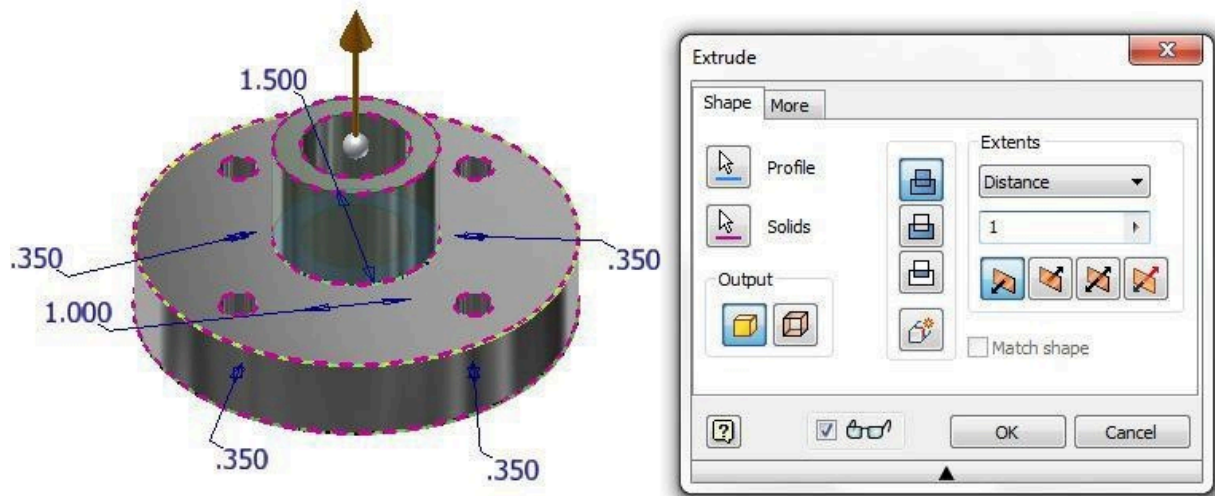 1.500
.350
.350
1.000
.350
.350
Extrude
Shape More
Extents
Profile
Distance
Solids
1
Output
Match shape
OK Cancel